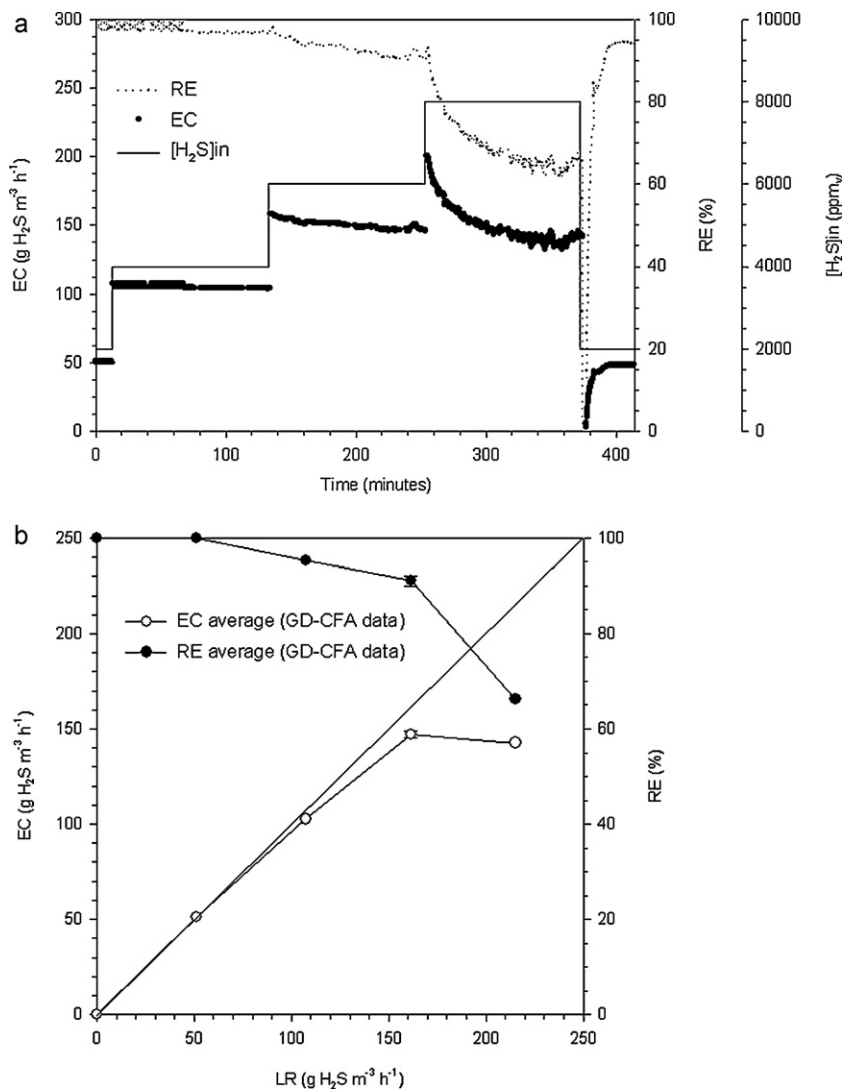 a
300
250
200
150
100
50
0
EC (g H₂S m⁻³ h⁻¹)
RE
EC
[H₂S]in
100
80
60
40
20
0
RE (%)
10000
8000
6000
4000
2000
0
[H₂S]in (ppmᵥ)
0 100 200 300 400
Time (minutes)
b
250
200
150
100
50
0
EC (g H₂S m⁻³ h⁻¹)
EC average (GD-CFA data)
RE average (GD-CFA data)
100
80
60
40
20
0
RE (%)
0 50 100 150 200 250
LR (g H₂S m⁻³ h⁻¹)